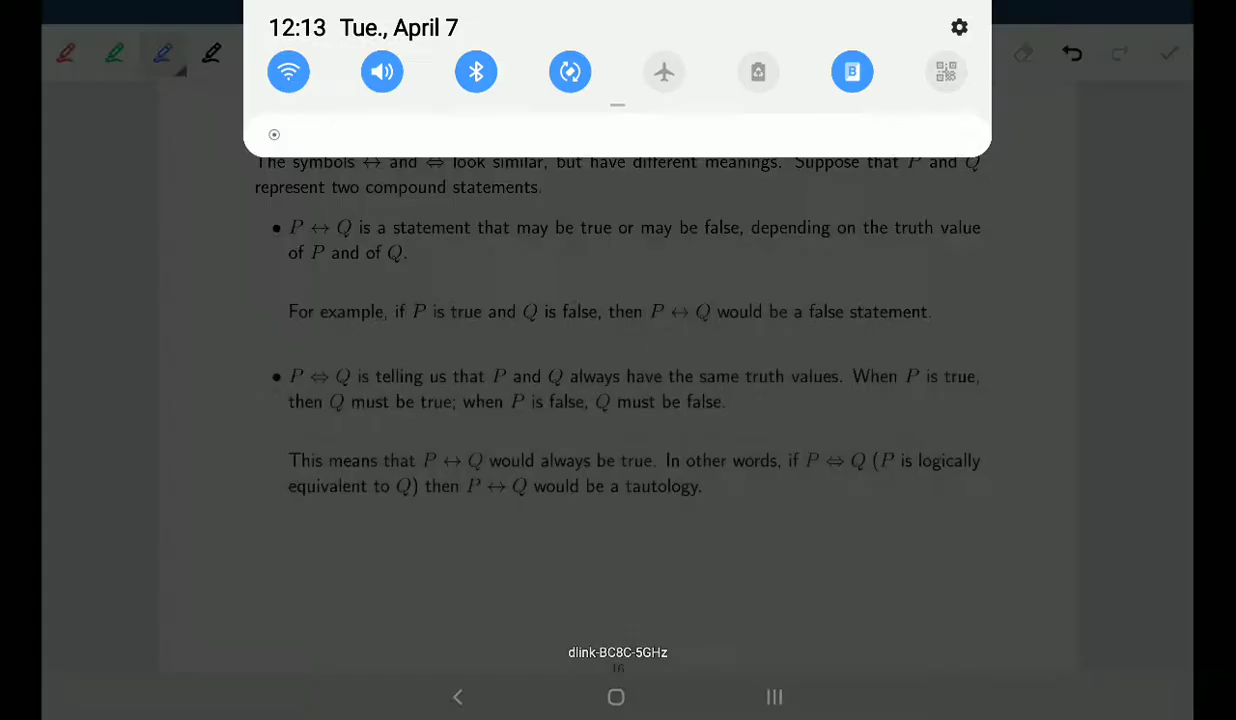 12:13 Tue., April 7
The symbols ↔ and ⇔ look similar, but have different meanings. Suppose that P and Q
represent two compound statements.
• P ↔ Q is a statement that may be true or may be false, depending on the truth value
of P and of Q.
For example, if P is true and Q is false, then P ↔ Q would be a false statement.
• P ⇔ Q is telling us that P and Q always have the same truth values. When P is true,
then Q must be true; when P is false, Q must be false.
This means that P ↔ Q would always be true. In other words, if P ⇔ Q (P is logically
equivalent to Q) then P ↔ Q would be a tautology.
dlink-BC8C-5GHz
16